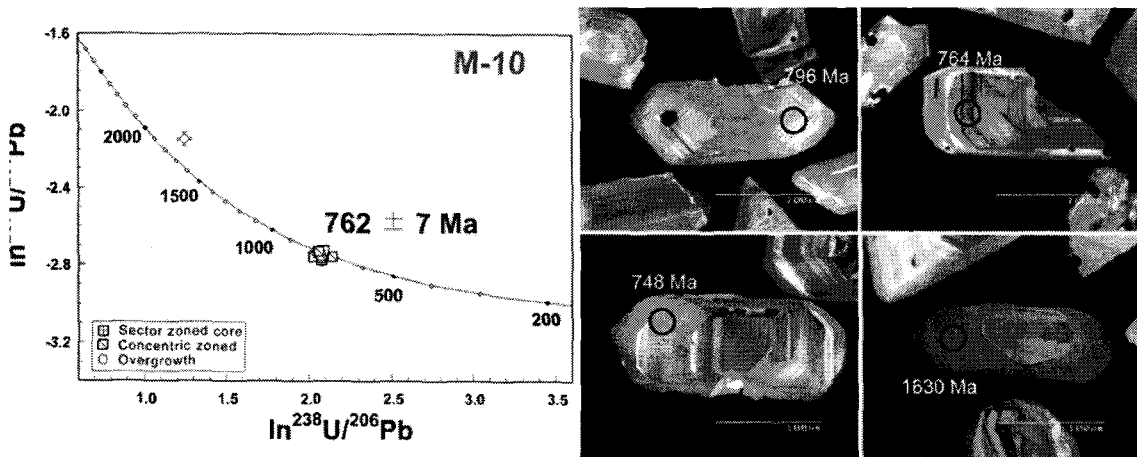 M-10
-1.6
-2.0
-2.4
-2.8
-3.2
2000
1500
1000
500
200
762 ± 7 Ma
Sector zoned core
Concentric zoned
Overgrowth
1.0
1.5
2.0
2.5
3.0
3.5
ln²³⁸U/²⁰⁶Pb
U/ Pb
796 Ma
764 Ma
748 Ma
1630 Ma